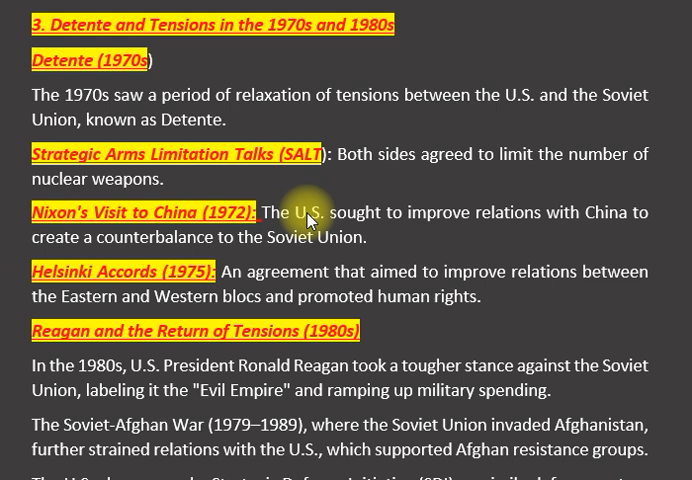 3. Detente and Tensions in the 1970s and 1980s
Detente (1970s)
The 1970s saw a period of relaxation of tensions between the U.S. and the Soviet
Union, known as Detente.
Strategic Arms Limitation Talks (SALT): Both sides agreed to limit the number of
nuclear weapons.
Nixon's Visit to China (1972): The U.S. sought to improve relations with China to
create a counterbalance to the Soviet Union.
Helsinki Accords (1975): An agreement that aimed to improve relations between
the Eastern and Western blocs and promoted human rights.
Reagan and the Return of Tensions (1980s)
In the 1980s, U.S. President Ronald Reagan took a tougher stance against the Soviet
Union, labeling it the "Evil Empire" and ramping up military spending.
The Soviet-Afghan War (1979–1989), where the Soviet Union invaded Afghanistan,
further strained relations with the U.S., which supported Afghan resistance groups.